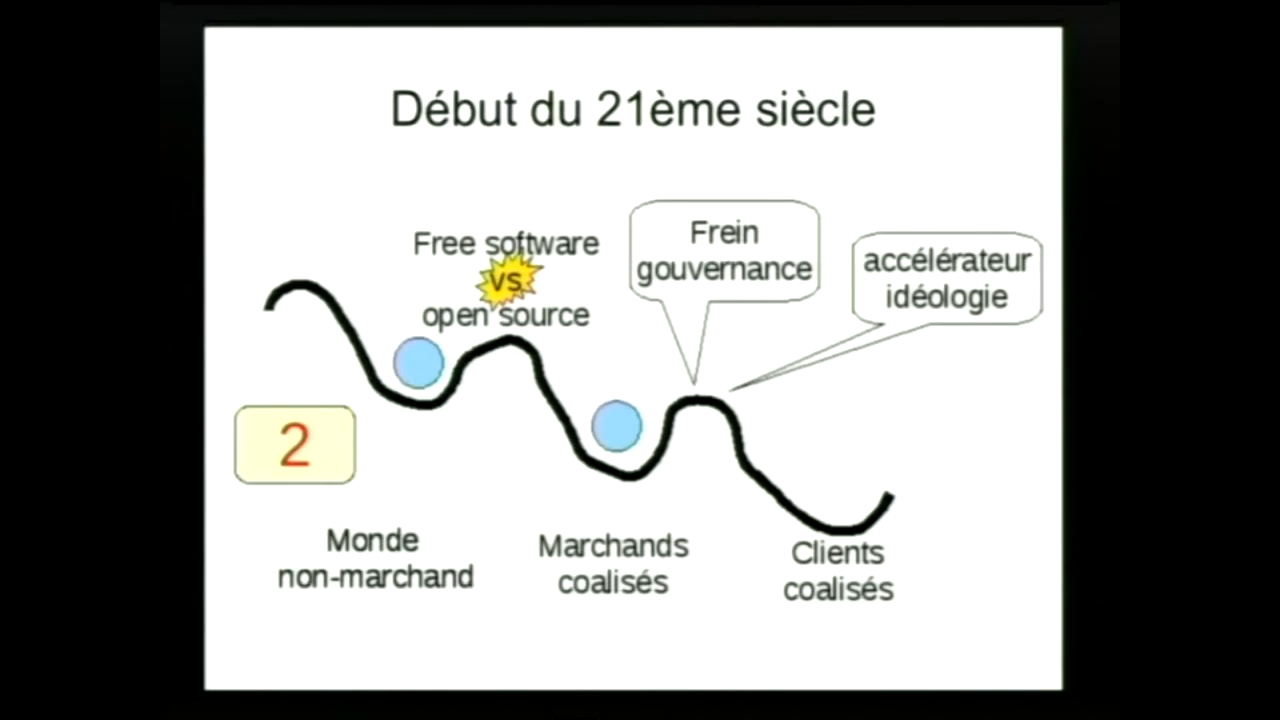 Début du 21ème siècle
Free software
vs
open source
Frein
gouvernance
accélérateur
idéologie
2
Monde
non-marchand
Marchands
coalisés
Clients
coalisés